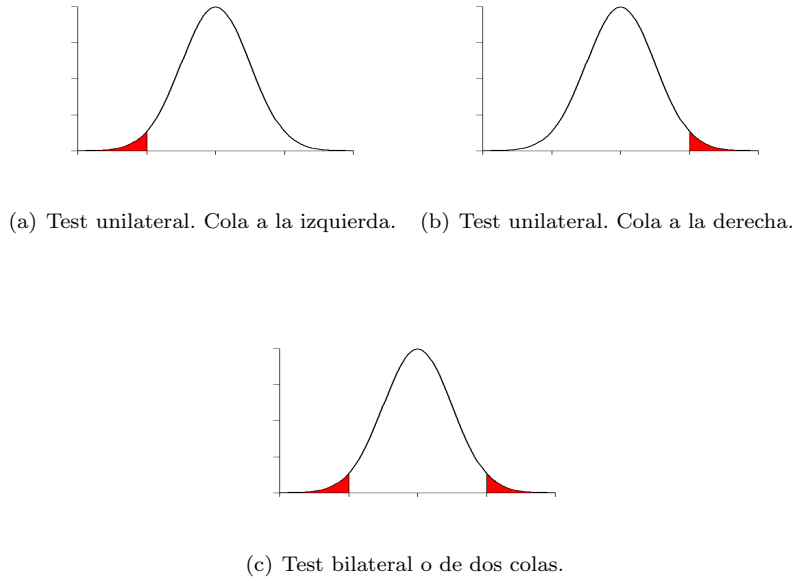 (a) Test unilateral. Cola a la izquierda.
(b) Test unilateral. Cola a la derecha.
(c) Test bilateral o de dos colas.